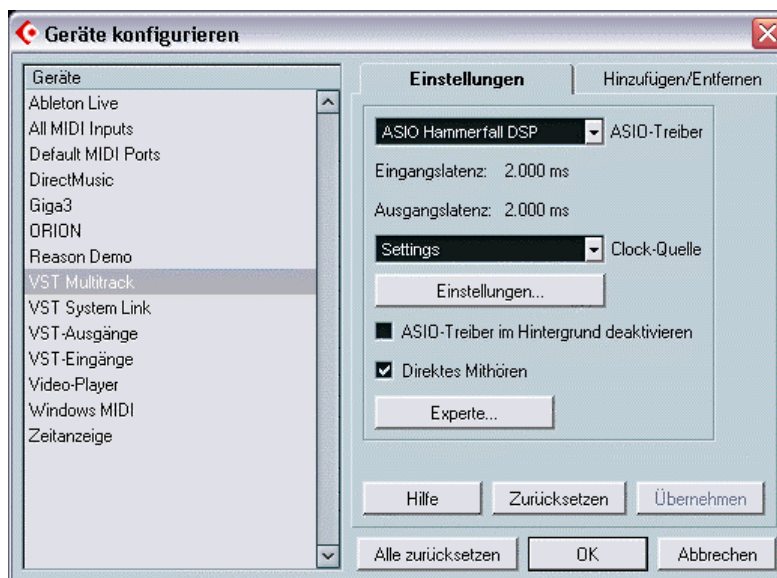 Geräte konfigurieren
Geräte
Ableton Live
All MIDI Inputs
Default MIDI Ports
DirectMusic
Giga3
ORION
Reason Demo
VST Multitrack
VST System Link
VST-Ausgänge
VST-Eingänge
Video-Player
Windows MIDI
Zeitanzeige
Einstellungen
Hinzufügen/Entfernen
ASIO Hammerfall DSP ASIO-Treiber
Eingangslatenz: 2.000 ms
Ausgangslatenz: 2.000 ms
Settings Clock-Quelle
Einstellungen...
ASIO-Treiber im Hintergrund deaktivieren
Direktes Mithören
Experte...
Hilfe
Zurücksetzen
Übernehmen
Alle zurücksetzen
OK
Abbrechen